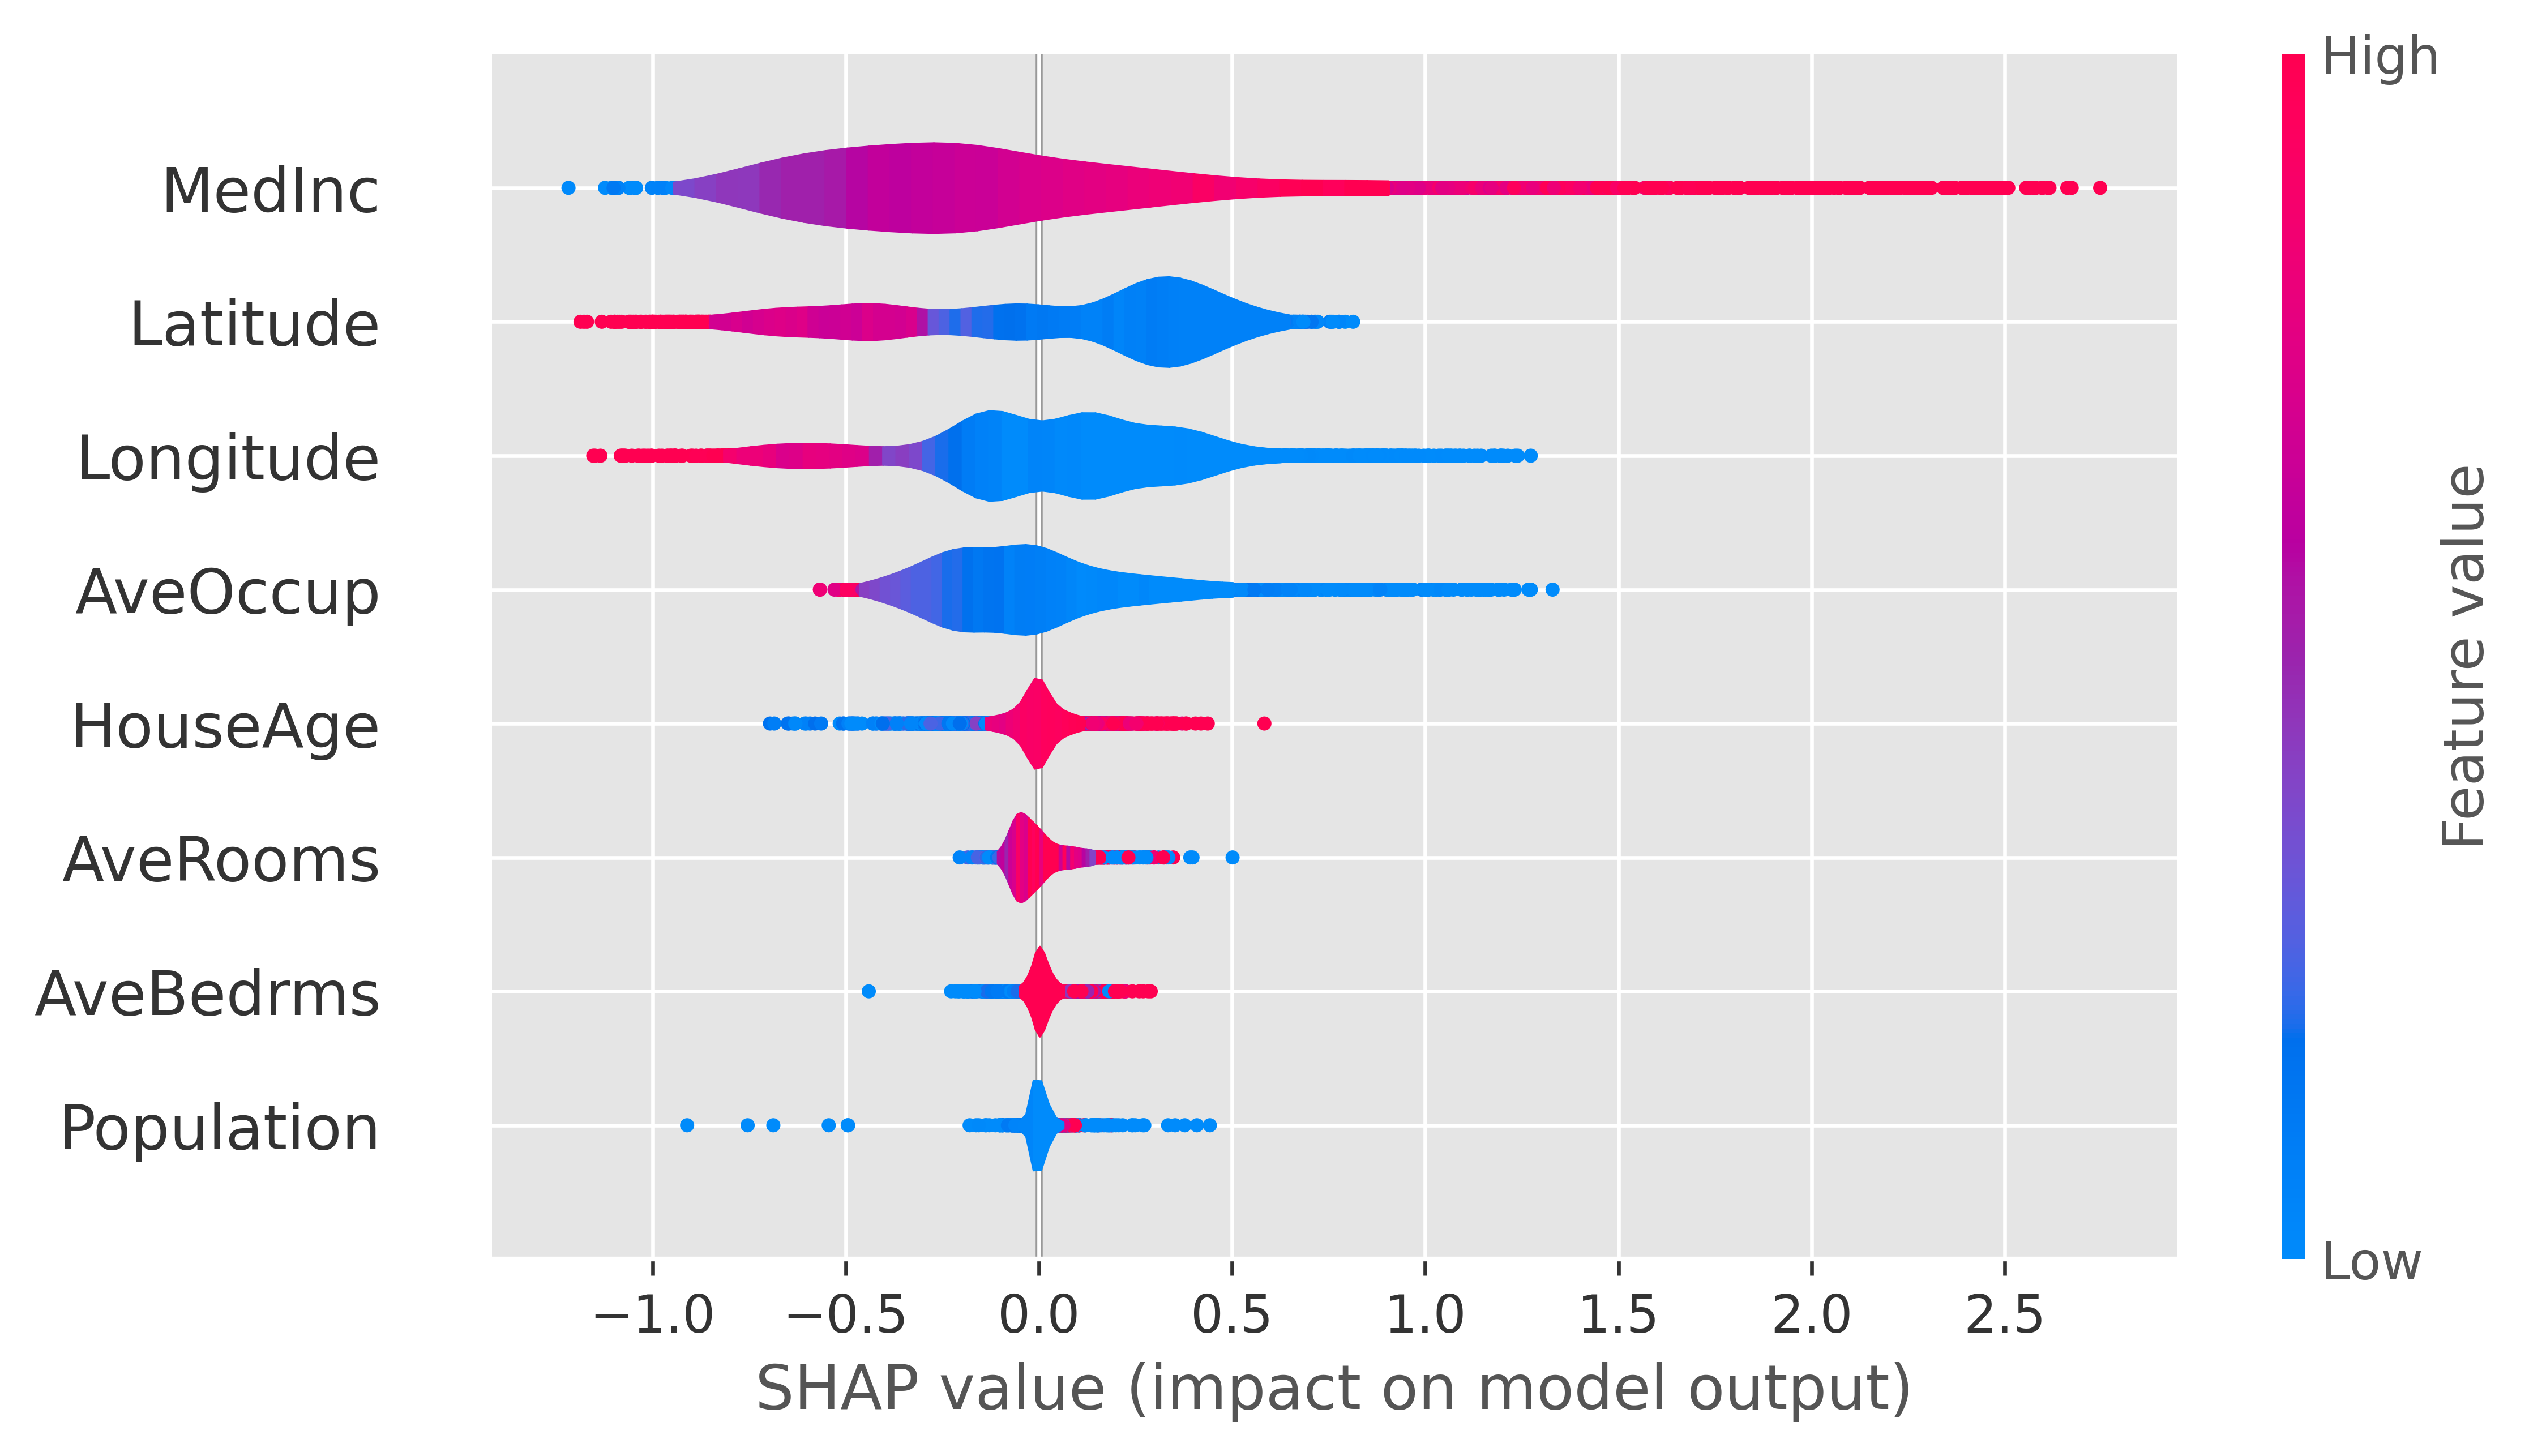 High
MedInc
Latitude
Longitude
AveOccup
HouseAge
AveRooms
AveBedrms
Population
Feature value
Low
−1.0 −0.5 0.0 0.5 1.0 1.5 2.0 2.5
SHAP value (impact on model output)